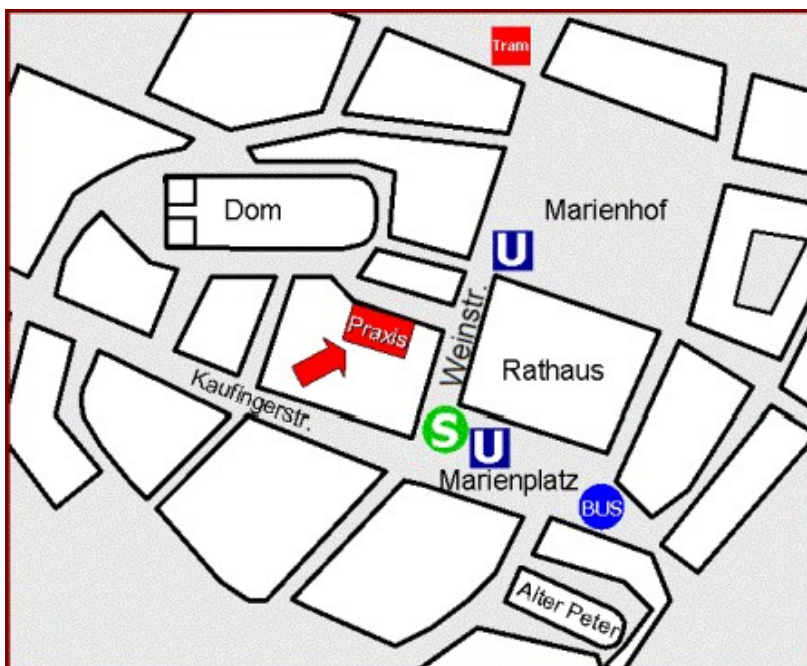 Tram
Dom
Marienhof
U
Praxis
Weinstr.
Rathaus
Kaufingerstr.
S
U
Marienplatz
BUS
Alter Peter